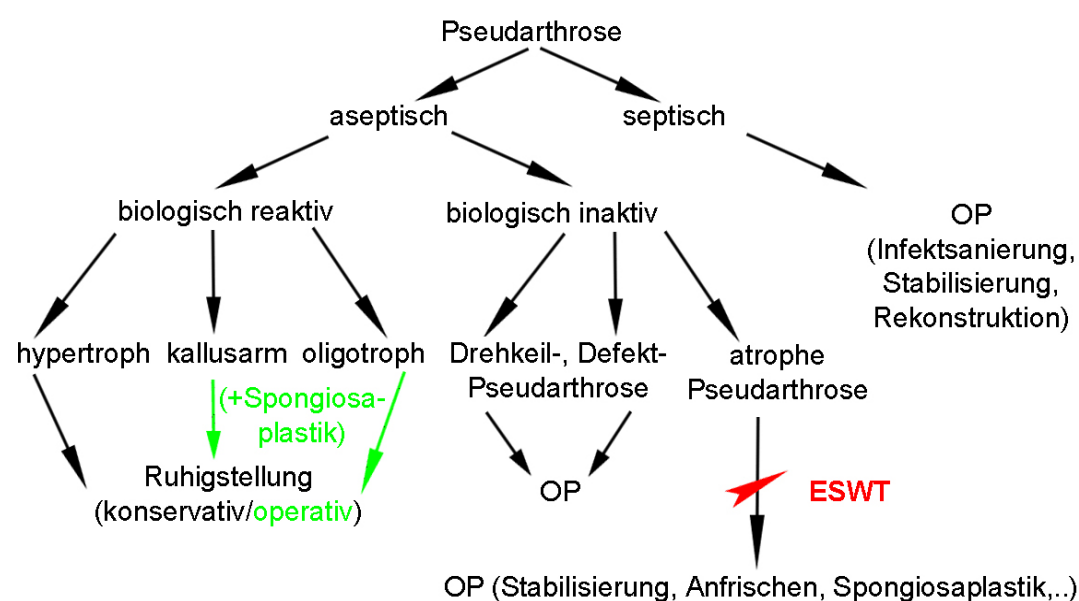 Pseudarthrose
aseptisch
septisch
biologisch reaktiv
biologisch inaktiv
OP
(Infektsanierung,
Stabilisierung,
Rekonstruktion)
hypertroph kallusarm oligotroph
Drehkeil-, Defekt-
Pseudarthrose
atrophe
Pseudarthrose
(+Spongiosa-
plastik)
Ruhigstellung
(konservativ/operativ)
OP
ESWT
OP (Stabilisierung, Anfrischen, Spongiosaplastik,..)